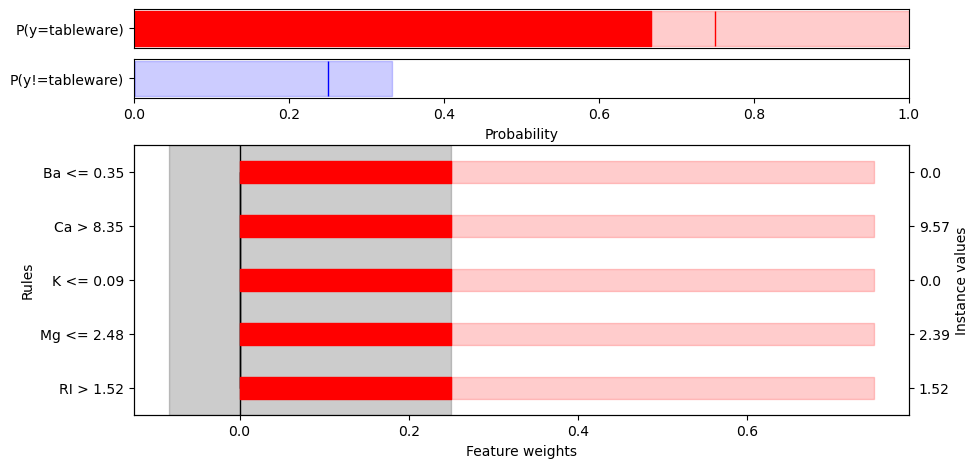 P(y=tableware)
P(y!=tableware)
0.0 0.2 0.4 0.6 0.8 1.0
Probability
Ba <= 0.35 0.0
Ca > 8.35 9.57
K <= 0.09 0.0
Mg <= 2.48 2.39
RI > 1.52 1.52
Rules
Instance values
0.0 0.2 0.4 0.6
Feature weights